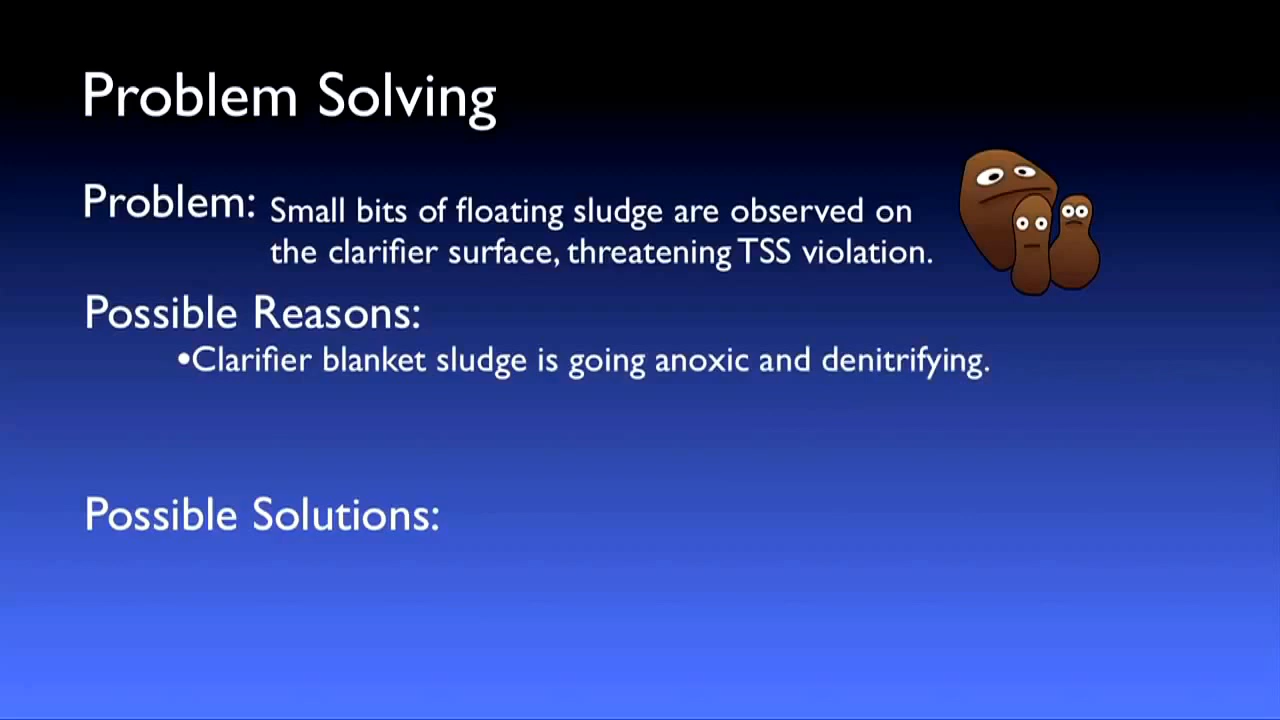 Problem Solving
Problem: Small bits of floating sludge are observed on
the clarifier surface, threatening TSS violation.
Possible Reasons:
•Clarifier blanket sludge is going anoxic and denitrifying.
Possible Solutions: